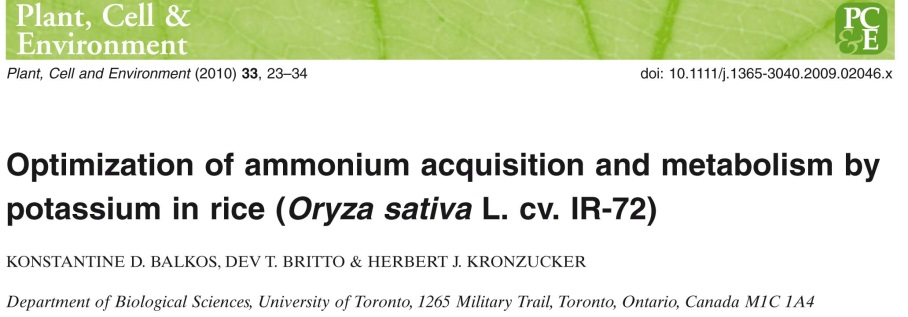 Plant, Cell &
Environment
PC
&E
Plant, Cell and Environment (2010) 33, 23–34
doi: 10.1111/j.1365-3040.2009.02046.x
Optimization of ammonium acquisition and metabolism by
potassium in rice (Oryza sativa L. cv. IR-72)
KONSTANTINE D. BALKOS, DEV T. BRITTO & HERBERT J. KRONZUCKER
Department of Biological Sciences, University of Toronto, 1265 Military Trail, Toronto, Ontario, Canada M1C 1A4